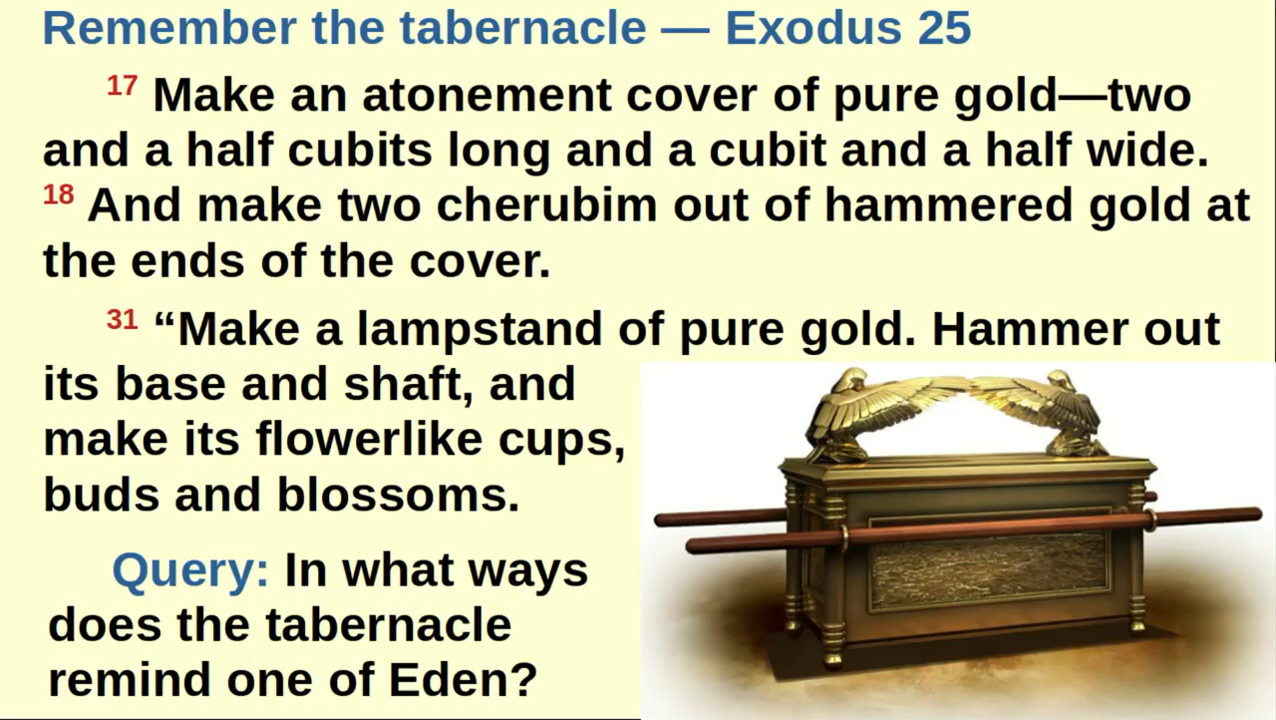 Remember the tabernacle — Exodus 25
17 Make an atonement cover of pure gold—two
and a half cubits long and a cubit and a half wide.
18 And make two cherubim out of hammered gold at
the ends of the cover.
31 “Make a lampstand of pure gold. Hammer out
its base and shaft, and
make its flowerlike cups,
buds and blossoms.
Query: In what ways
does the tabernacle
remind one of Eden?